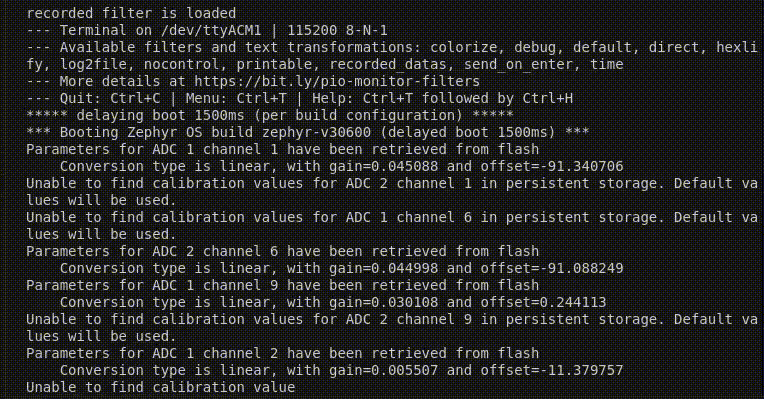 recorded filter is loaded
--- Terminal on /dev/ttyACM1 | 115200 8-N-1
--- Available filters and text transformations: colorize, debug, default, direct, hexli
fy, log2file, nocontrol, printable, recorded_datas, send_on_enter, time
--- More details at https://bit.ly/pio-monitor-filters
--- Quit: Ctrl+C | Menu: Ctrl+T | Help: Ctrl+T followed by Ctrl+H
***** delaying boot 1500ms (per build configuration) *****
*** Booting Zephyr OS build zephyr-v30600 (delayed boot 1500ms) ***
Parameters for ADC 1 channel 1 have been retrieved from flash
    Conversion type is linear, with gain=0.045088 and offset=-91.340706
Unable to find calibration values for ADC 2 channel 1 in persistent storage. Default va
lues will be used.
Unable to find calibration values for ADC 1 channel 6 in persistent storage. Default va
lues will be used.
Parameters for ADC 2 channel 6 have been retrieved from flash
    Conversion type is linear, with gain=0.044998 and offset=-91.088249
Parameters for ADC 1 channel 9 have been retrieved from flash
    Conversion type is linear, with gain=0.030108 and offset=0.244113
Unable to find calibration values for ADC 2 channel 9 in persistent storage. Default va
lues will be used.
Parameters for ADC 1 channel 2 have been retrieved from flash
    Conversion type is linear, with gain=0.005507 and offset=-11.379757
Unable to find calibration value